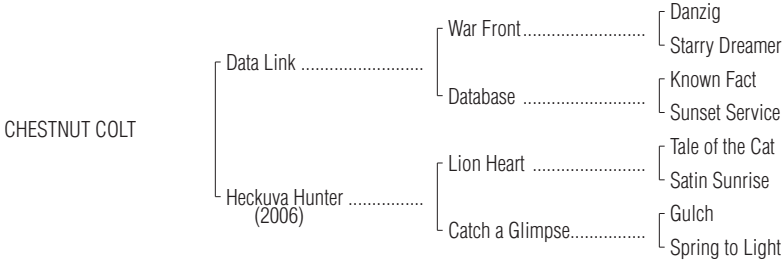 Danzig
War Front..........................
Starry Dreamer
Data Link ..........................
Known Fact
Database ..........................
Sunset Service
CHESTNUT COLT
Tale of the Cat
Lion Heart ........................
Satin Sunrise
Heckuva Hunter ................
(2006)
Gulch
Catch a Glimpse................
Spring to Light